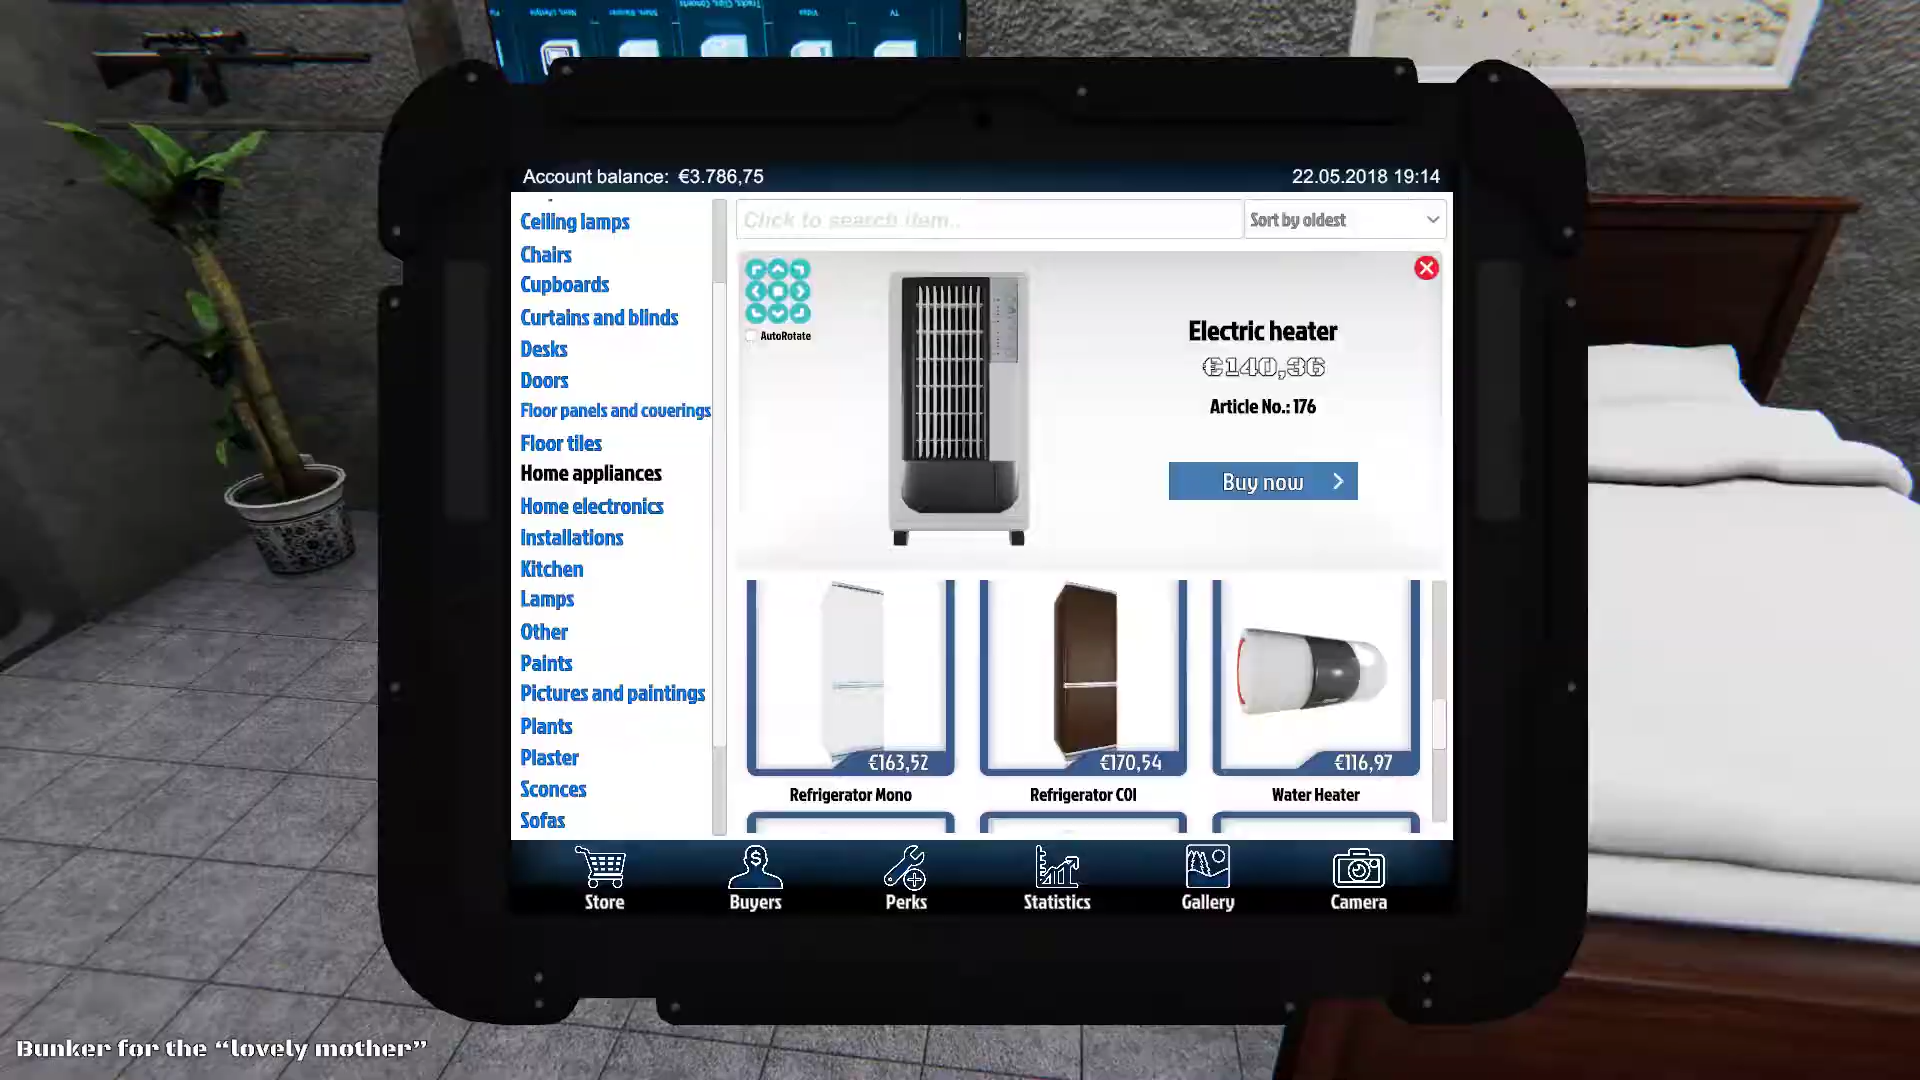 Account balance: €3.786,75
22.05.2018 19:14
Ceiling lamps
Chairs
Cupboards
Curtains and blinds
Desks
Doors
Floor panels and coverings
Floor tiles
Home appliances
Home electronics
Installations
Kitchen
Lamps
Other
Paints
Pictures and paintings
Plants
Plaster
Sconces
Sofas
Click to search item..
Sort by oldest
AutoRotate
Electric heater
€140,36
Article No.: 176
Buy now
€163,52
€170,54
€116,97
Refrigerator Mono
Refrigerator C01
Water Heater
Store
Buyers
Perks
Statistics
Gallery
Camera
Bunker for the “lovely mother”